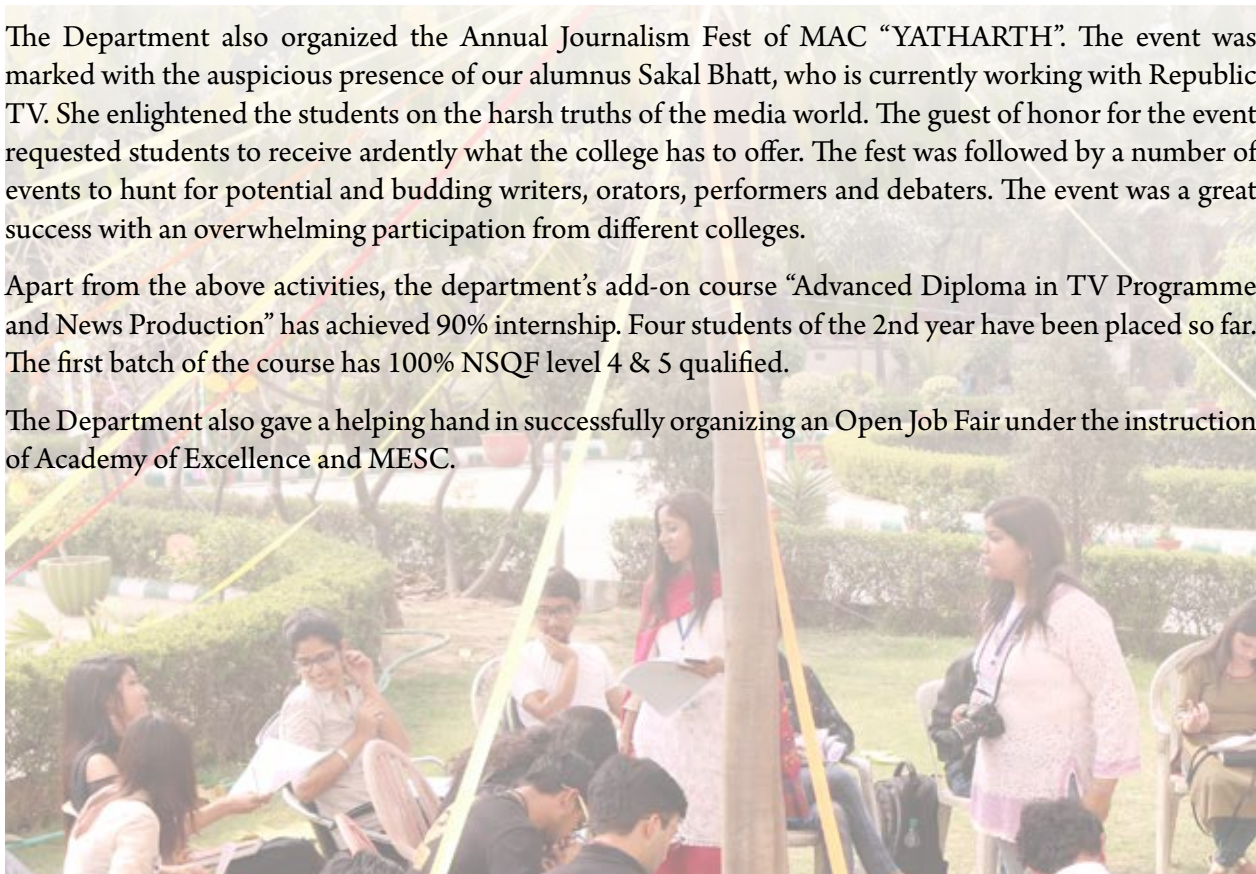 The Department also organized the Annual Journalism Fest of MAC “YATHARTH”. The event was
marked with the auspicious presence of our alumnus Sakal Bhatt, who is currently working with Republic
TV. She enlightened the students on the harsh truths of the media world. The guest of honor for the event
requested students to receive ardently what the college has to offer. The fest was followed by a number of
events to hunt for potential and budding writers, orators, performers and debaters. The event was a great
success with an overwhelming participation from different colleges.
Apart from the above activities, the department’s add-on course “Advanced Diploma in TV Programme
and News Production” has achieved 90% internship. Four students of the 2nd year have been placed so far.
The first batch of the course has 100% NSQF level 4 & 5 qualified.
The Department also gave a helping hand in successfully organizing an Open Job Fair under the instruction
of Academy of Excellence and MESC.